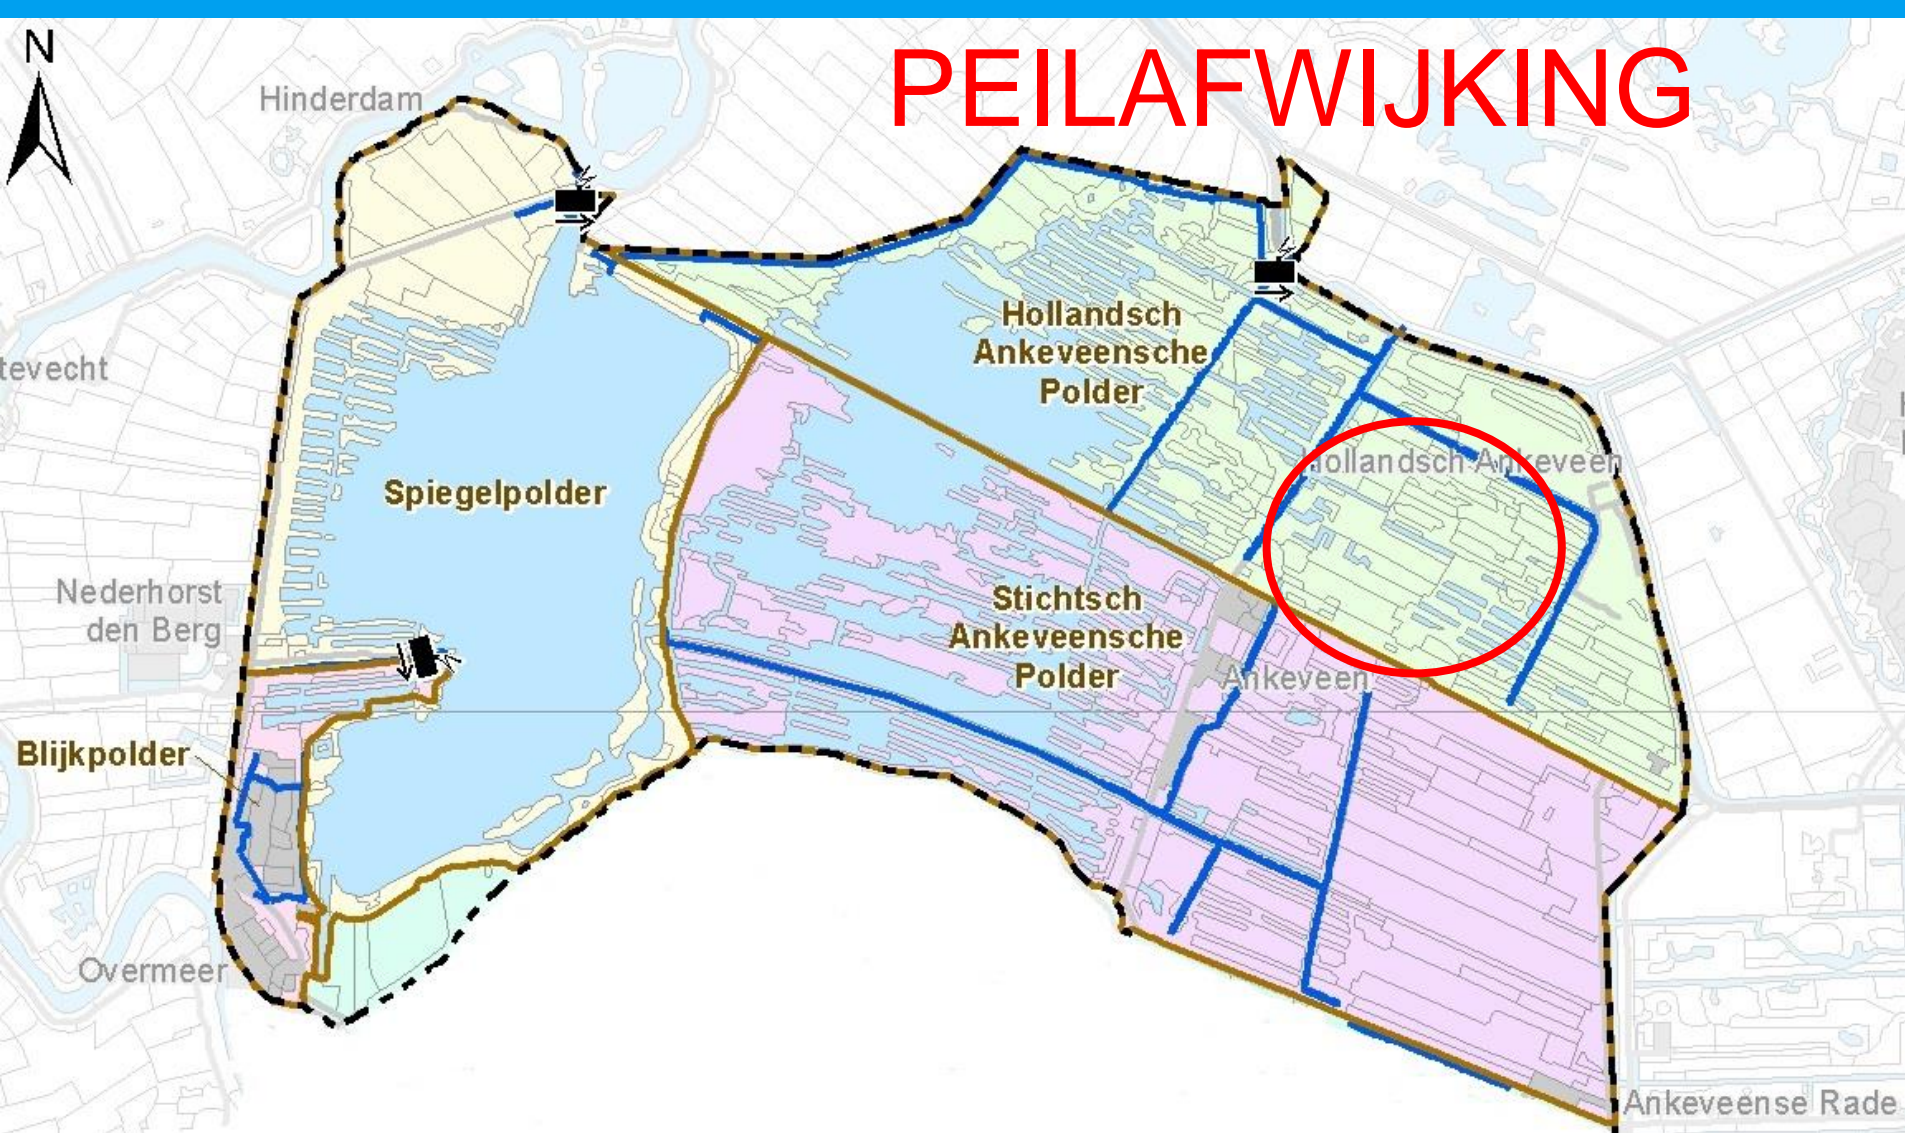 PEILAFWIJKING
N
Hinderdam
Hollandsch
Ankeveensche
Polder
tevecht
Hollandsch Ankeveen
Spiegelpolder
Nederhorst
den Berg
Stichtsch
Ankeveensche
Polder
Ankeveen
Blijkpolder
Overmeer
Ankeveense Rade